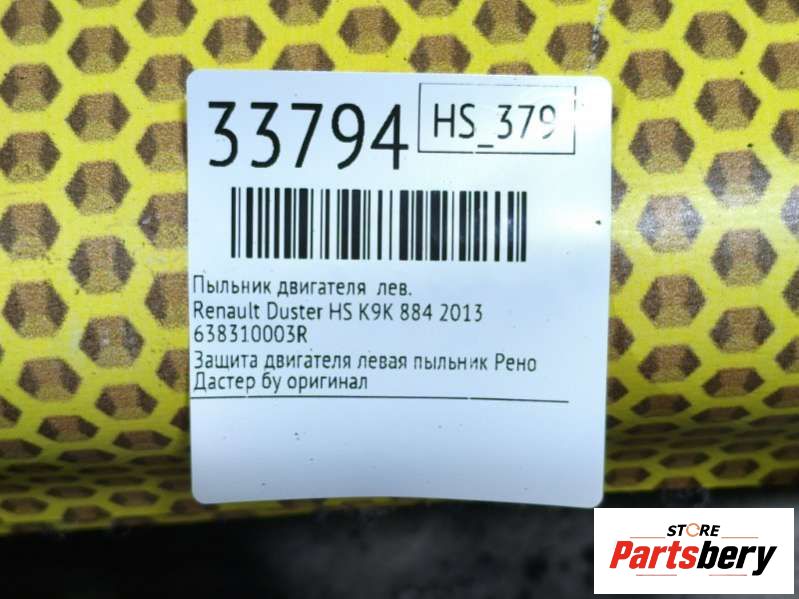 33794
HS_379
Пыльник двигателя лев.
Renault Duster HS K9K 884 2013
638310003R
Защита двигателя левая пыльник Рено
Дастер бу оригинал
STORE
Partsbery